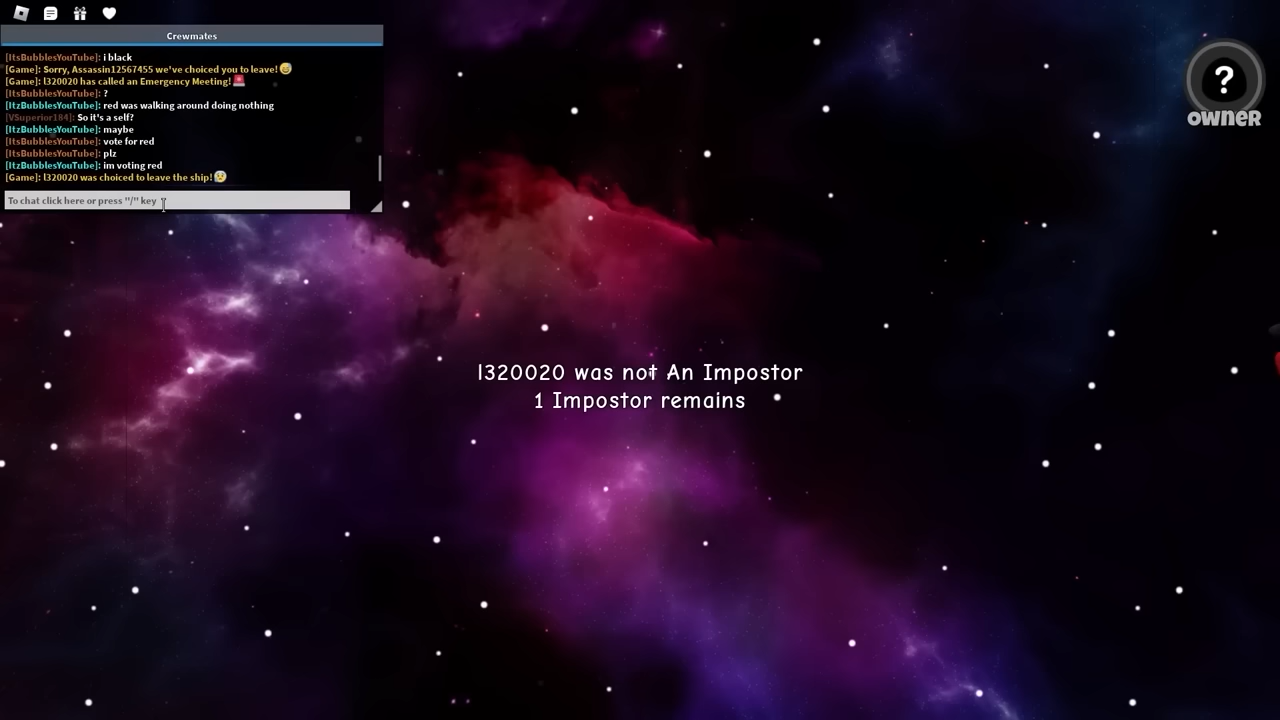 Crewmates
[ItsBubblesYouTube]: i black
[Game]: Sorry, Assassin12567455 we've choiced you to leave!😅
[Game]: l320020 has called an Emergency Meeting!🚨
[ItsBubblesYouTube]: ?
[ItzBubblesYouTube]: red was walking around doing nothing
[VSuperior184]: So it's a self?
[ItzBubblesYouTube]: maybe
[ItsBubblesYouTube]: vote for red
[ItsBubblesYouTube]: plz
[ItzBubblesYouTube]: im voting red
[Game]: l320020 was choiced to leave the ship!😰
To chat click here or press "/" key
?
OWNER
l320020 was not An Impostor
1 Impostor remains